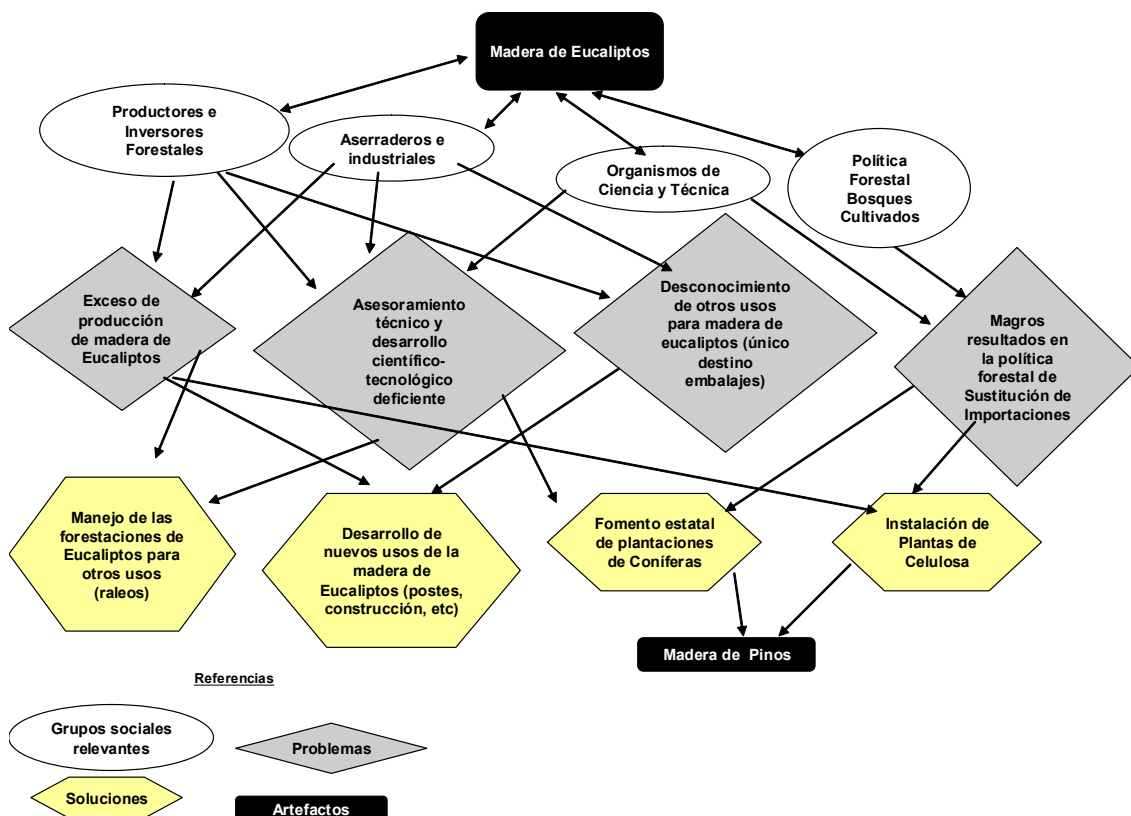 Madera de Eucaliptos
Productores e
Inversores
Forestales
Aserraderos e
industriales
Organismos de
Ciencia y Técnica
Política
Forestal
Bosques
Cultivados
Exceso de
producción
de madera de
Eucaliptos
Asesoramiento
técnico y
desarrollo
científico-
tecnológico
deficiente
Desconocimiento
de otros usos
para madera de
eucaliptos (único
destino
embalajes)
Magros
resultados en
la política
forestal de
Sustitución de
Importaciones
Manejo de las
forestaciones de
Eucaliptos para
otros usos
(raleos)
Desarrollo de
nuevos usos de la
madera de
Eucaliptos (postes,
construcción, etc)
Fomento estatal
de plantaciones
de Coníferas
Instalación de
Plantas de
Celulosa
Madera de Pinos
Referencias
Grupos sociales
relevantes
Problemas
Soluciones
Artefactos